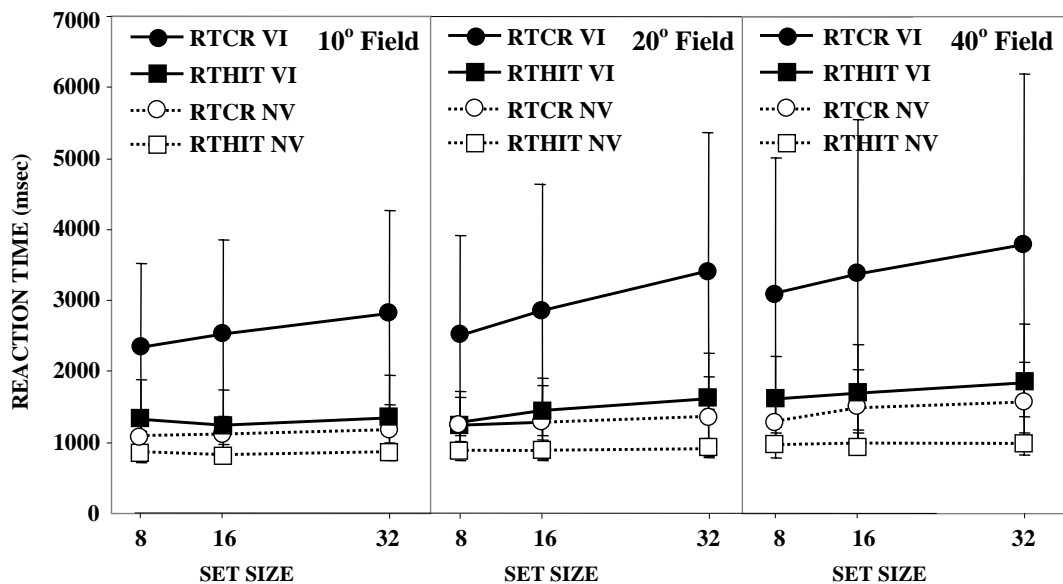 7000
6000
5000
4000
3000
2000
1000
0
REACTION TIME (msec)
10° Field
RTCR VI
RTHIT VI
RTCR NV
RTHIT NV
8 16 32
SET SIZE
20° Field
RTCR VI
RTHIT VI
RTCR NV
RTHIT NV
8 16 32
SET SIZE
40° Field
RTCR VI
RTHIT VI
RTCR NV
RTHIT NV
8 16 32
SET SIZE